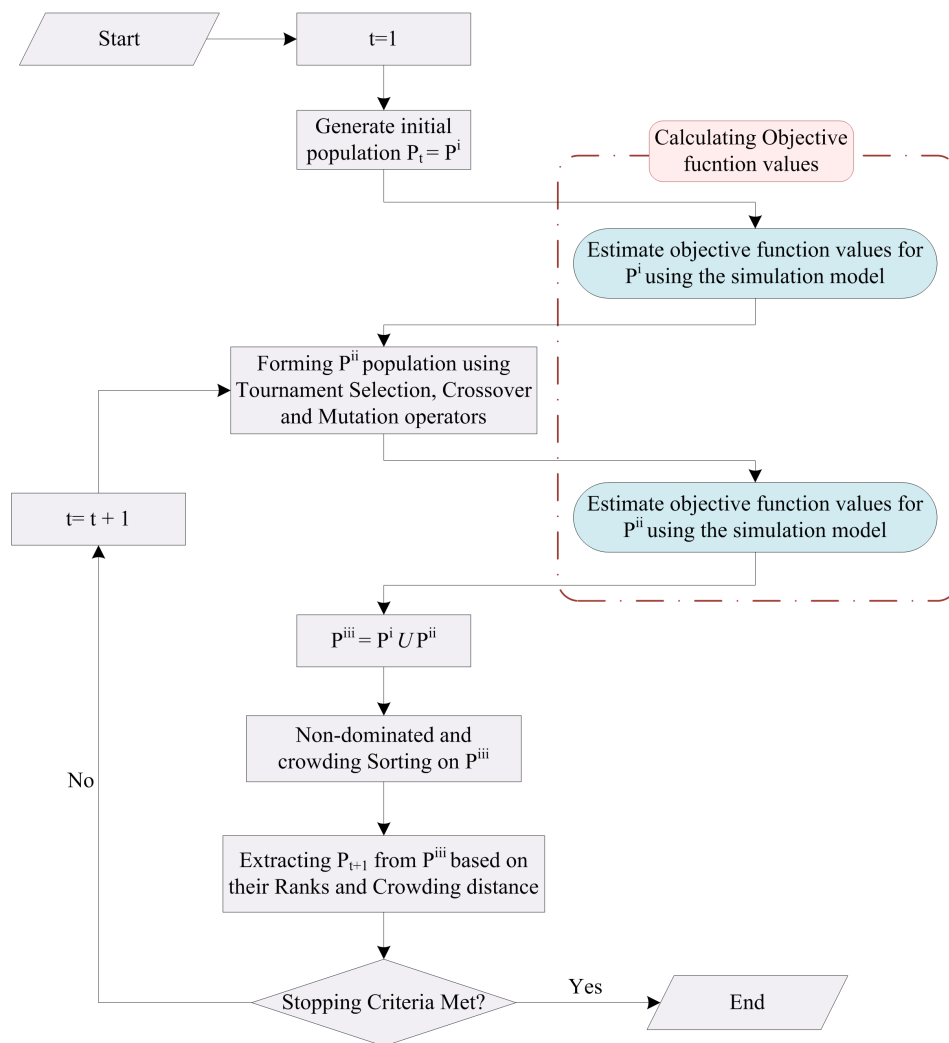 Start
t=1
Generate initial
population Pₜ = Pⁱ
Calculating Objective
fucntion values
Estimate objective function values for
Pⁱ using the simulation model
Forming Pⁱⁱ population using
Tournament Selection, Crossover
and Mutation operators
t= t + 1
Estimate objective function values for
Pⁱⁱ using the simulation model
Pⁱⁱⁱ = Pⁱ U Pⁱⁱ
Non-dominated and
crowding Sorting on Pⁱⁱⁱ
No
Extracting Pₜ₊₁ from Pⁱⁱⁱ based on
their Ranks and Crowding distance
Stopping Criteria Met?
Yes
End